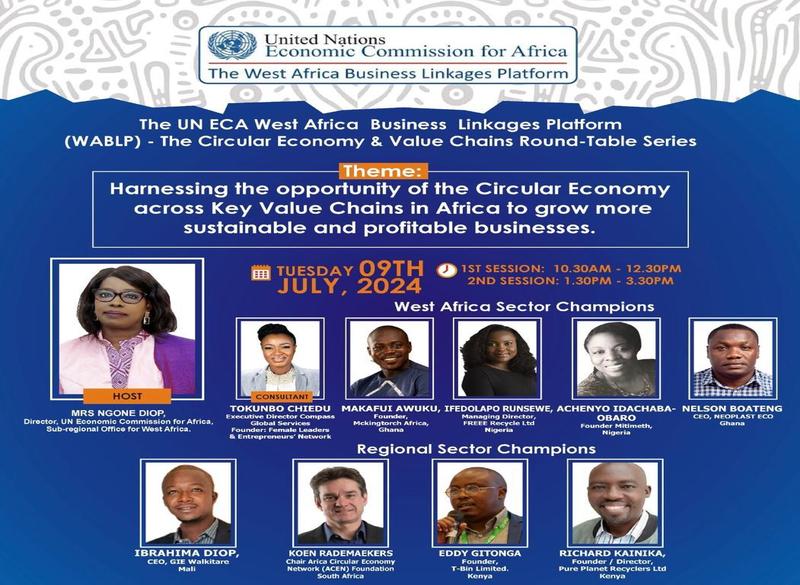 United Nations
Economic Commission for Africa
The West Africa Business Linkages Platform
The UN ECA West Africa Business Linkages Platform
(WABLP) - The Circular Economy & Value Chains Round-Table Series
Theme:
Harnessing the opportunity of the Circular Economy
across Key Value Chains in Africa to grow more
sustainable and profitable businesses.
TUESDAY 09TH
JULY, 2024
1ST SESSION: 10.30AM - 12.30PM
2ND SESSION: 1.30PM - 3.30PM
West Africa Sector Champions
HOST
MRS NGONE DIOP,
Director, UN Economic Commission for Africa,
Sub-regional Office for West Africa.
CONSULTANT
TOKUNBO CHIEDU
Executive Director Compass
Global Services
Founder: Female Leaders
& Entrepreneurs' Network
MAKAFUI AWUKU,
Founder,
Mckingtorch Africa,
Ghana
IFEDOLAPO RUNSEWE,
Managing Director,
FREEE Recycle Ltd
Nigeria
ACHENYO IDACHABA-
OBARO
Founder Mitimeth,
Nigeria
NELSON BOATENG
CEO, NEOPLAST ECO
Ghana
Regional Sector Champions
IBRAHIMA DIOP,
CEO, GIE Walkitare
Mali
KOEN RADEMAEKERS
Chair Arica Circular Economy
Network (ACEN) Foundation
South Africa
EDDY GITONGA
Founder,
T-Bin Limited.
Kenya
RICHARD KAINIKA,
Founder / Director,
Pure Planet Recyclers Ltd
Kenya